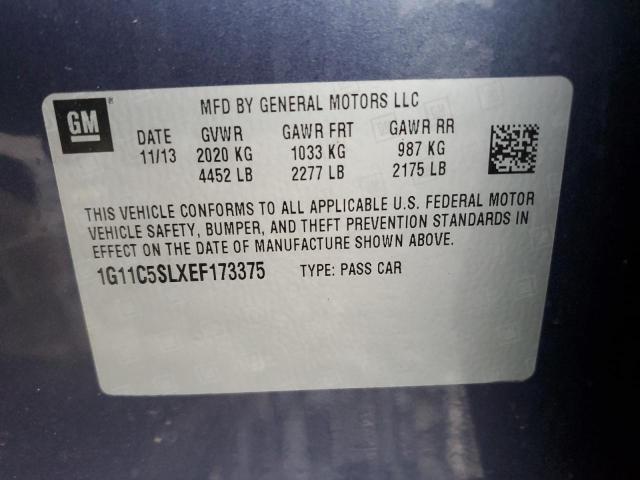 GM ®
MFD BY GENERAL MOTORS LLC
DATE GVWR GAWR FRT GAWR RR
11/13 2020 KG 1033 KG 987 KG
4452 LB 2277 LB 2175 LB
THIS VEHICLE CONFORMS TO ALL APPLICABLE U.S. FEDERAL MOTOR
VEHICLE SAFETY, BUMPER, AND THEFT PREVENTION STANDARDS IN
EFFECT ON THE DATE OF MANUFACTURE SHOWN ABOVE.
1G11C5SLXEF173375 TYPE: PASS CAR